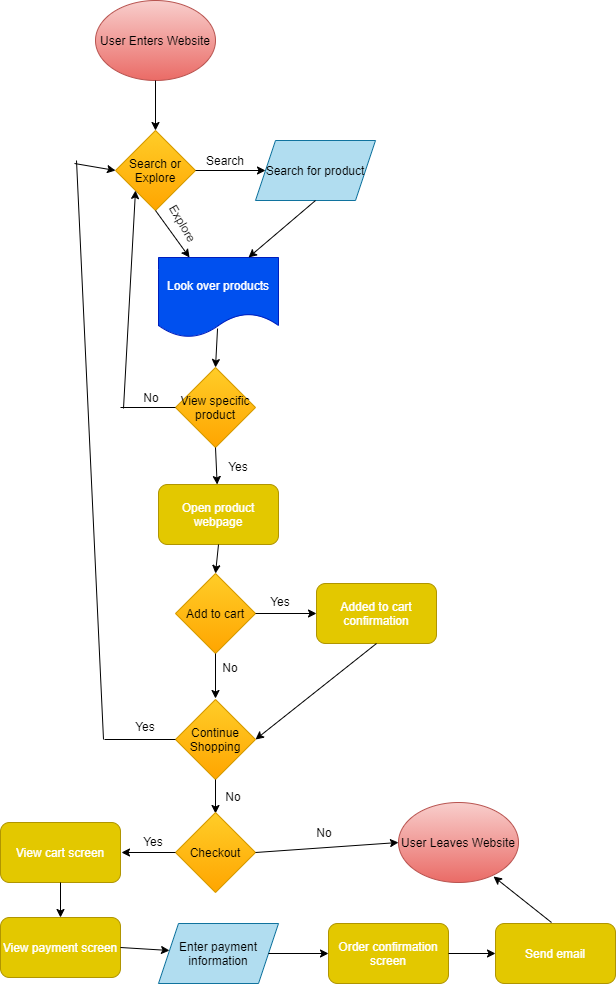 User Enters Website
Search or
Explore
Search
Search for product
Explore
Look over products
No
View specific
product
Yes
Open product
webpage
Add to cart
Yes
Added to cart
confirmation
No
Yes
Continue
Shopping
No
Yes
Checkout
No
User Leaves Website
View cart screen
View payment screen
Enter payment
information
Order confirmation
screen
Send email